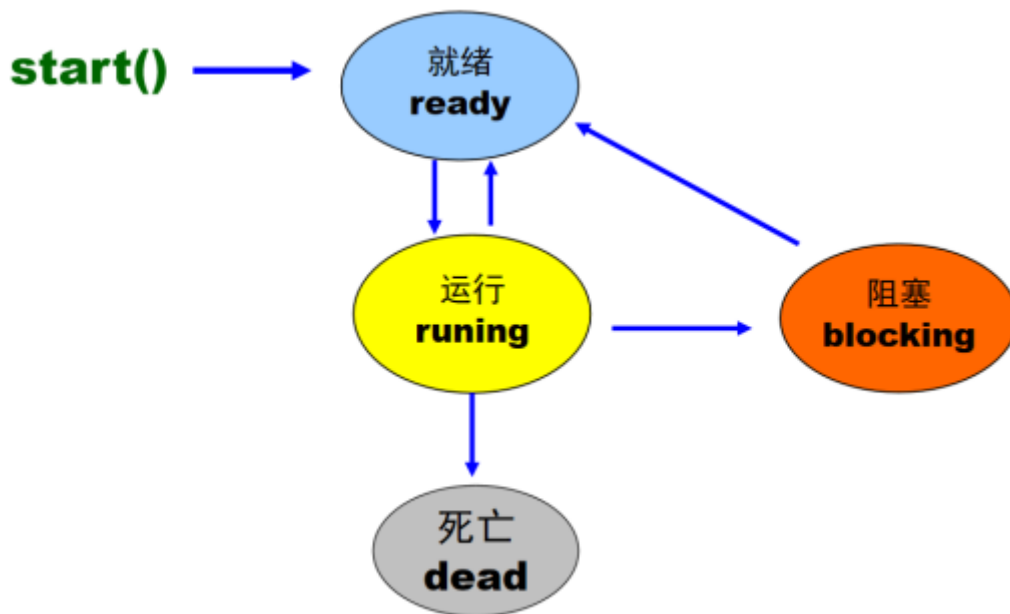 start()
就绪
ready
运行
runing
阻塞
blocking
死亡
dead